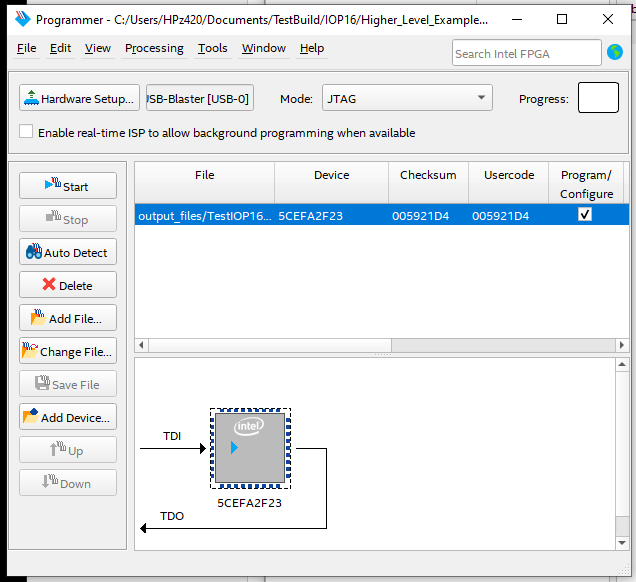 Programmer - C:/Users/HPz420/Documents/TestBuild/IOP16/Higher_Level_Example...
File Edit View Processing Tools Window Help
Search Intel FPGA
Hardware Setup... JSB-Blaster [USB-0] Mode: JTAG Progress:
Enable real-time ISP to allow background programming when available
Start
Stop
Auto Detect
Delete
Add File...
Change File...
Save File
Add Device...
Up
Down
File Device Checksum Usercode Program/
Configure
output_files/TestIOP16... 5CEFA2F23 005921D4 005921D4
TDI
intel
5CEFA2F23
TDO